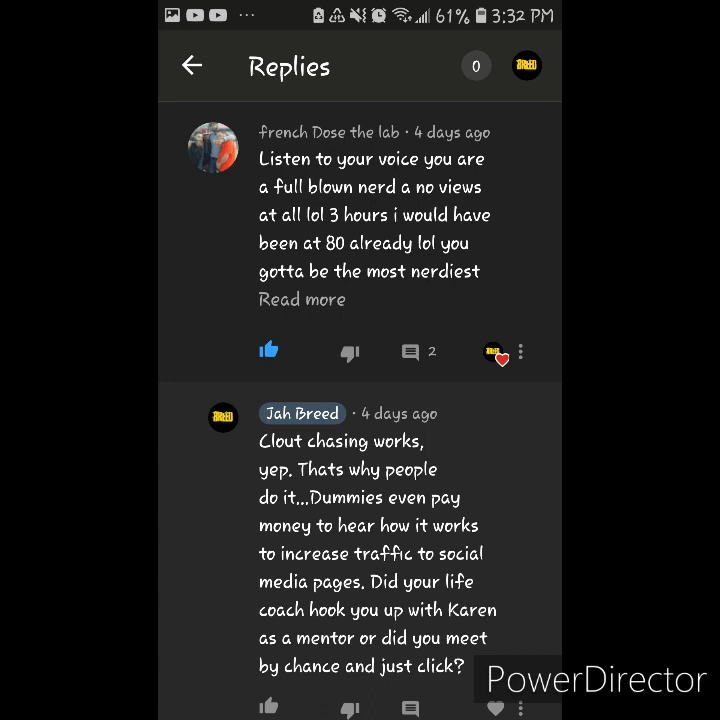 61% 3:32 PM
Replies 0 BREED
french Dose the lab · 4 days ago
Listen to your voice you are
a full blown nerd a no views
at all lol 3 hours i would have
been at 80 already lol you
gotta be the most nerdiest
Read more
2
BREED Jah Breed · 4 days ago
Clout chasing works,
yep. Thats why people
do it...Dummies even pay
money to hear how it works
to increase traffic to social
media pages. Did your life
coach hook you up with Karen
as a mentor or did you meet
by chance and just click?
PowerDirector